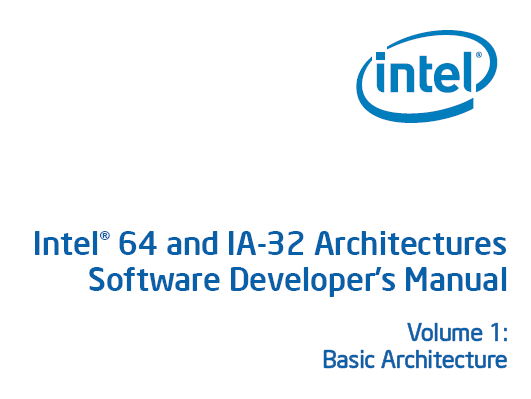 intel®
Intel® 64 and IA-32 Architectures
Software Developer's Manual
Volume 1:
Basic Architecture